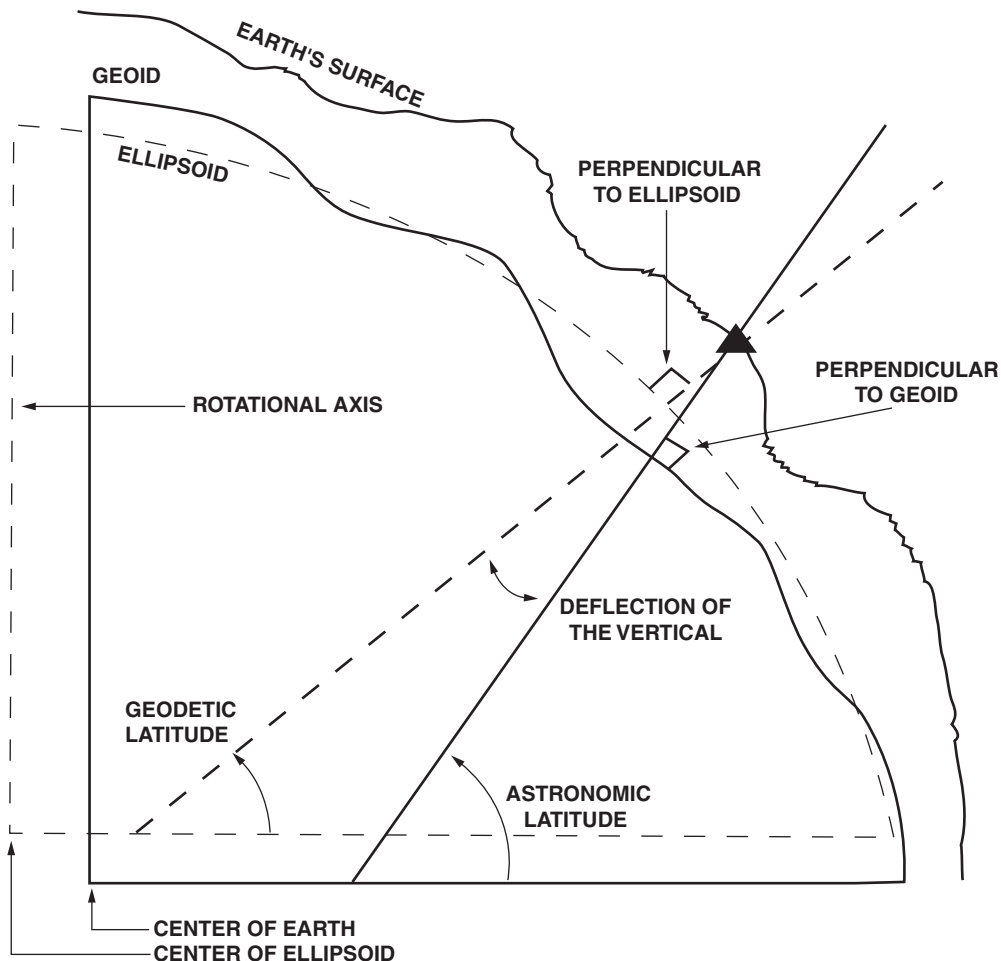 EARTH'S SURFACE
GEOID
ELLIPSOID
PERPENDICULAR
TO ELLIPSOID
PERPENDICULAR
TO GEOID
ROTATIONAL AXIS
DEFLECTION OF
THE VERTICAL
GEODETIC
LATITUDE
ASTRONOMIC
LATITUDE
CENTER OF EARTH
CENTER OF ELLIPSOID